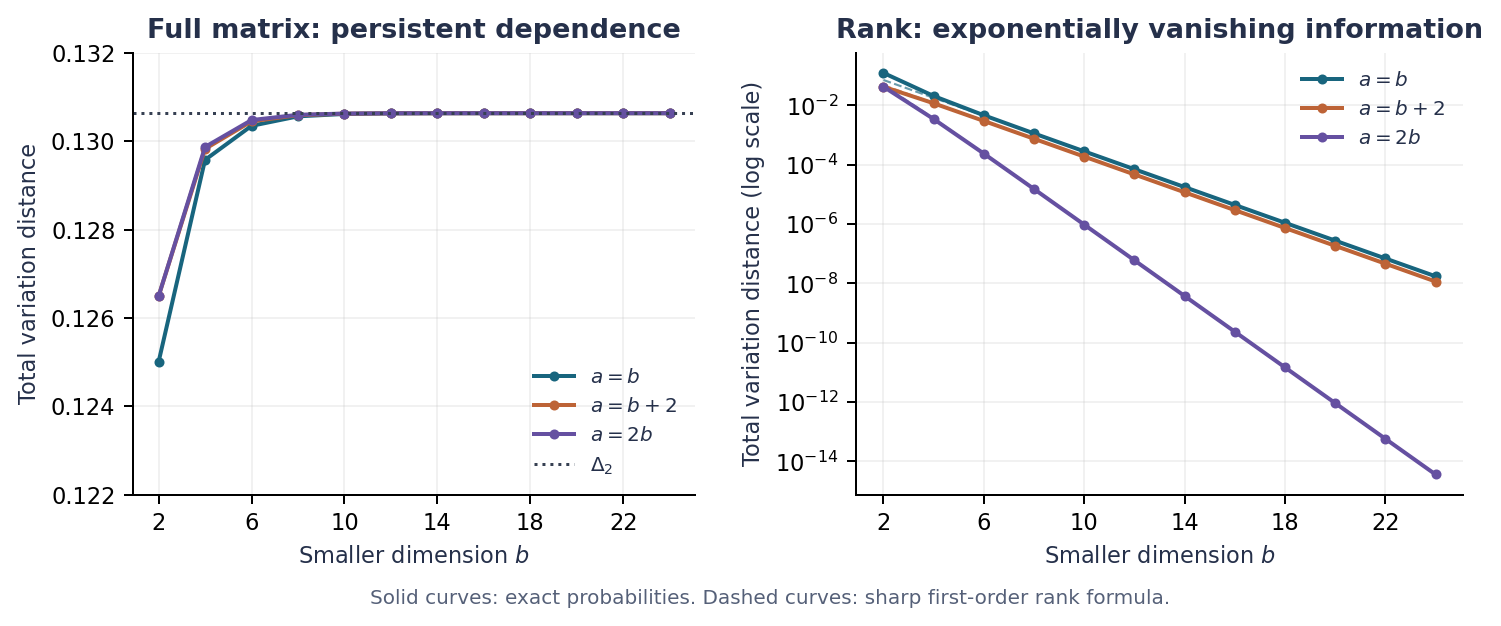 Full matrix: persistent dependence
Total variation distance
0.132
0.130
0.128
0.126
0.124
0.122
a = b
a = b + 2
a = 2b
Δ₂
2 6 10 14 18 22
Smaller dimension b
Rank: exponentially vanishing information
Total variation distance (log scale)
10⁻²
10⁻⁴
10⁻⁶
10⁻⁸
10⁻¹⁰
10⁻¹²
10⁻¹⁴
a = b
a = b + 2
a = 2b
2 6 10 14 18 22
Smaller dimension b
Solid curves: exact probabilities. Dashed curves: sharp first-order rank formula.